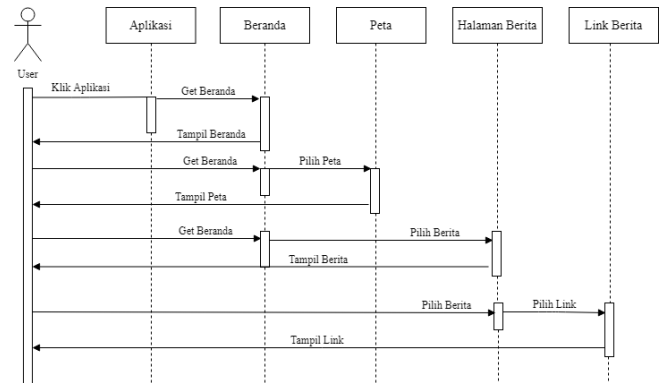 Aplikasi
Beranda
Peta
Halaman Berita
Link Berita
User
Klik Aplikasi
Get Beranda
Tampil Beranda
Get Beranda
Pilih Peta
Tampil Peta
Get Beranda
Pilih Berita
Tampil Berita
Pilih Berita
Pilih Link
Tampil Link